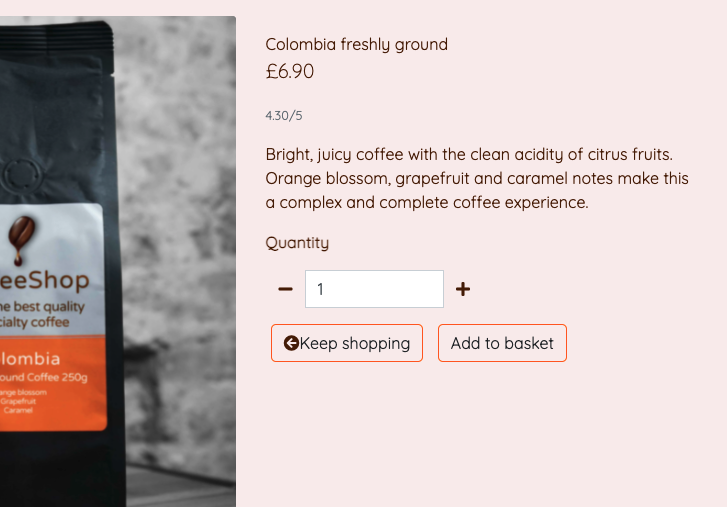 Colombia freshly ground
£6.90
4.30/5
Bright, juicy coffee with the clean acidity of citrus fruits.
Orange blossom, grapefruit and caramel notes make this
a complex and complete coffee experience.
Quantity
1
Keep shopping
Add to basket
eeShop
ne best quality
cialty coffee
lombia
ound Coffee 250g
ange blossom
Grapefruit
Caramel